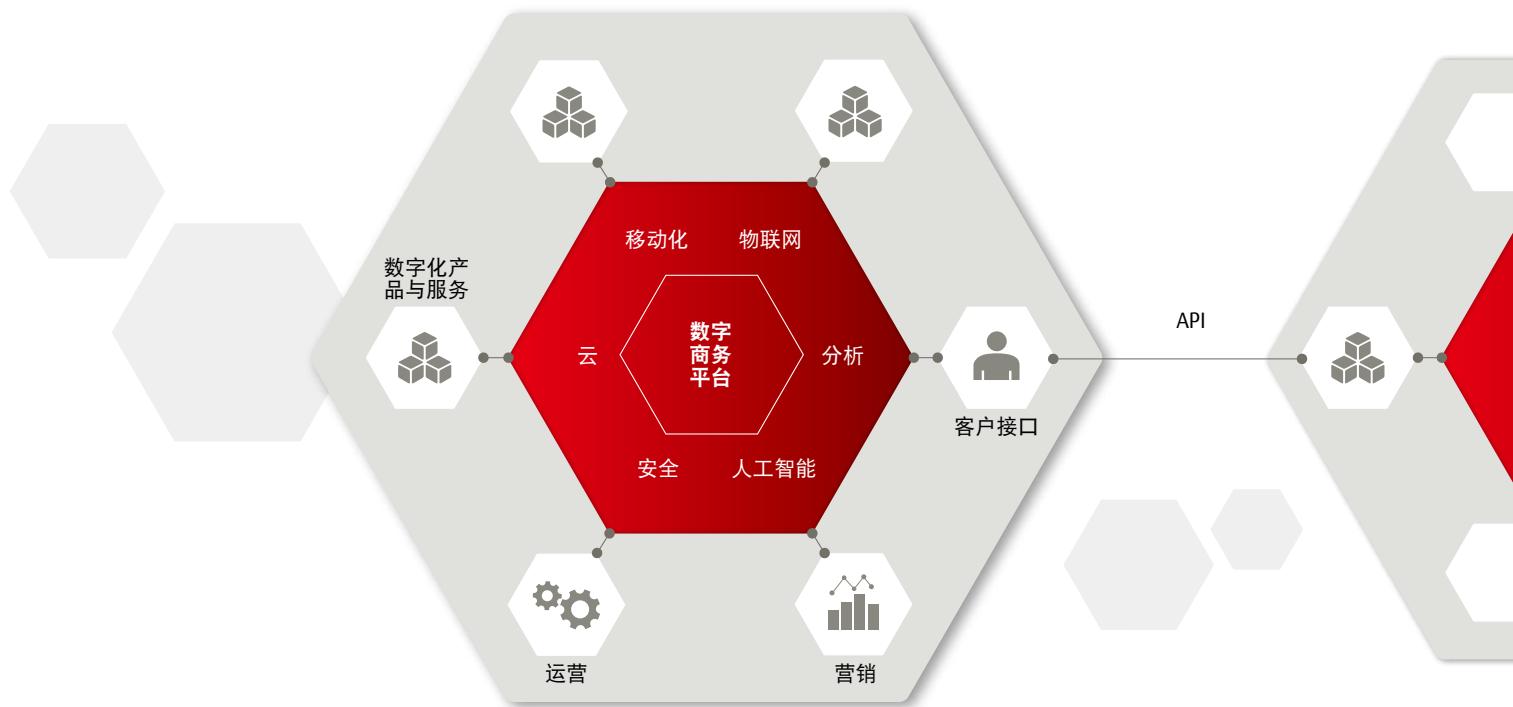 移动化
物联网
数字化产
品与服务
数字
商务
平台
云
分析
API
客户接口
安全
人工智能
运营
营销